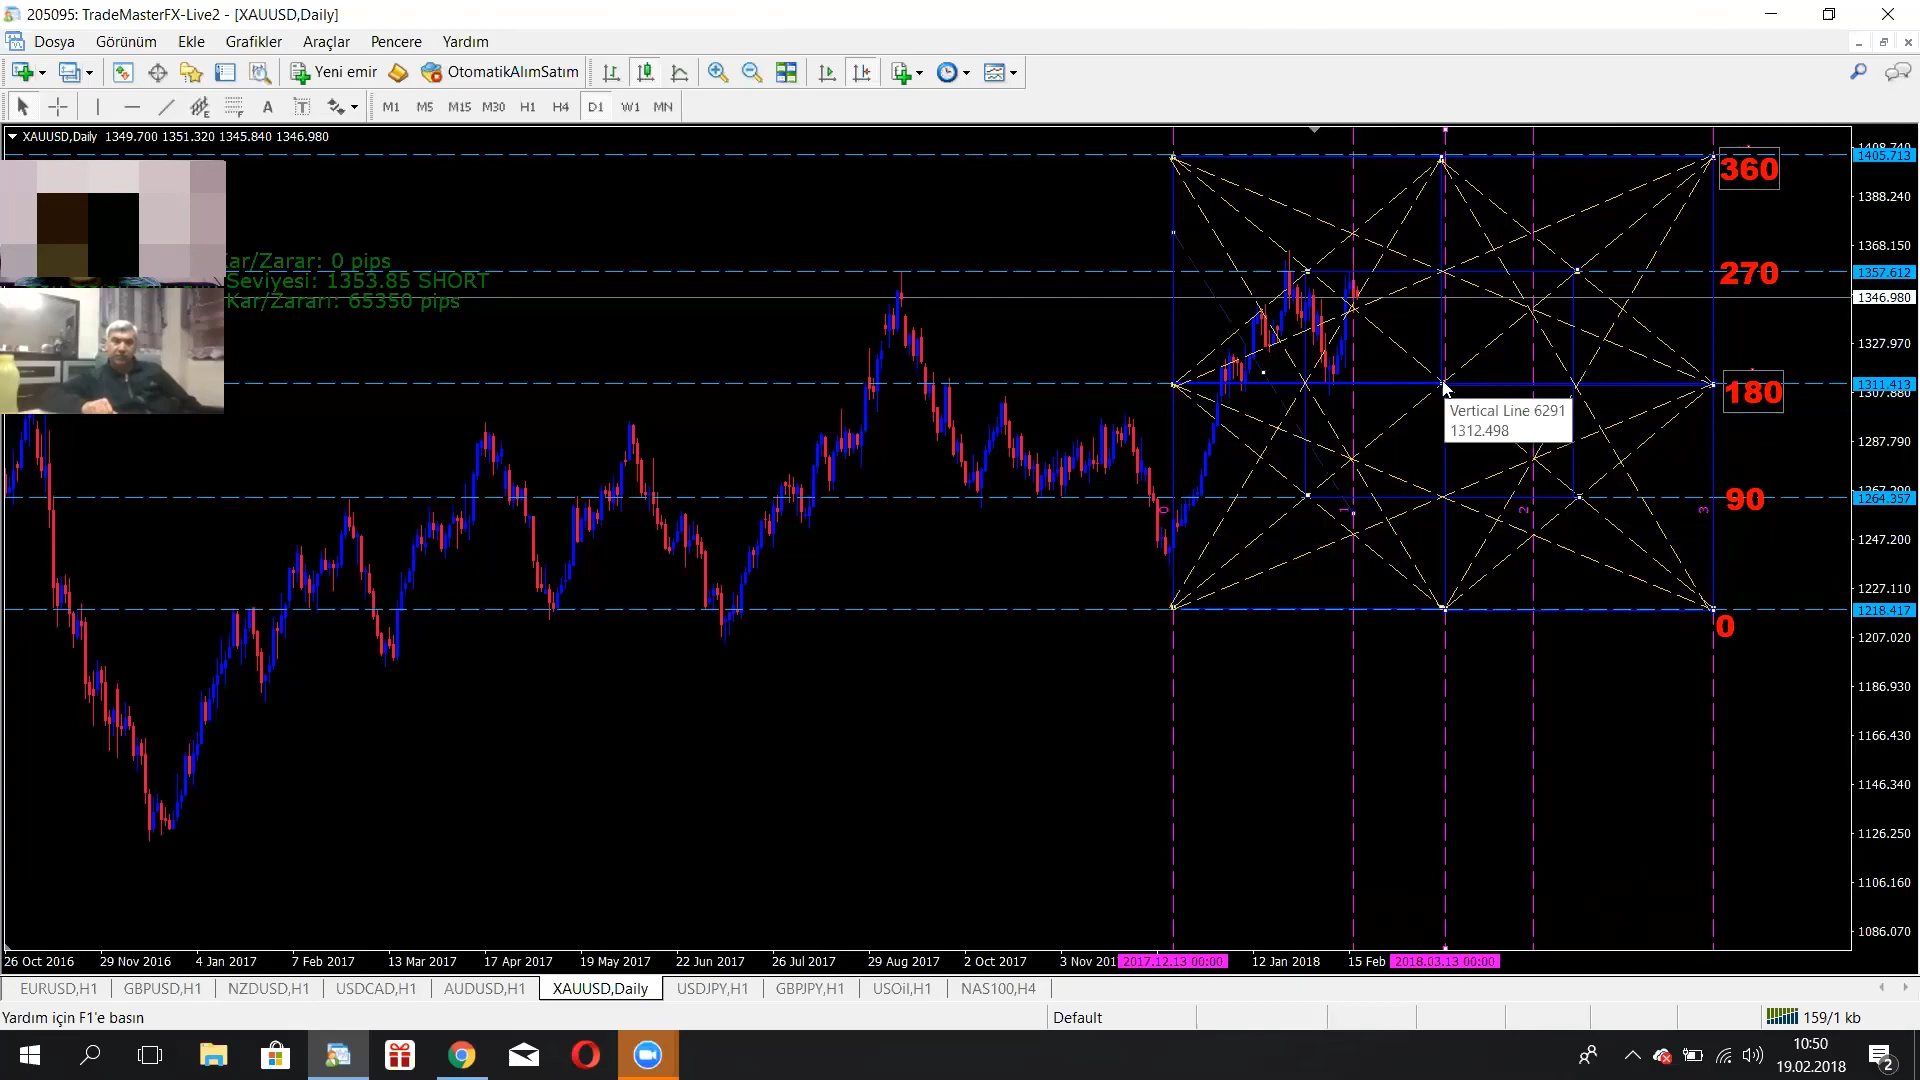 205095: TradeMasterFX-Live2 - [XAUUSD,Daily]
Dosya Görünüm Ekle Grafikler Araçlar Pencere Yardım
Yeni emir OtomatikAlımSatım
A T M1 M5 M15 M30 H1 H4 D1 W1 MN
XAUUSD,Daily 1349.700 1351.320 1345.840 1346.980
Kar/Zarar: 0 pips
Seviyesi: 1353.85 SHORT
Kar/Zararı: 65350 pips
360
270
180
90
0
Vertical Line 6291
1312.498
0 1 2 3
1405.713
1388.240
1368.150
1357.612
1346.980
1327.970
1311.413
1307.880
1287.790
1264.357
1247.200
1227.110
1218.417
1207.020
1186.930
1166.430
1146.340
1126.250
1106.160
1086.070
26 Oct 2016 29 Nov 2016 4 Jan 2017 7 Feb 2017 13 Mar 2017 17 Apr 2017 19 May 2017 22 Jun 2017 26 Jul 2017 29 Aug 2017 2 Oct 2017 3 Nov 201 2017.12.13 00:00 12 Jan 2018 15 Feb 2018.03.13 00:00
EURUSD,H1 GBPUSD,H1 NZDUSD,H1 USDCAD,H1 AUDUSD,H1 XAUUSD,Daily USDJPY,H1 GBPJPY,H1 USOil,H1 NAS100,H4
Yardım için F1'e basın Default 159/1 kb
10:50
19.02.2018
2